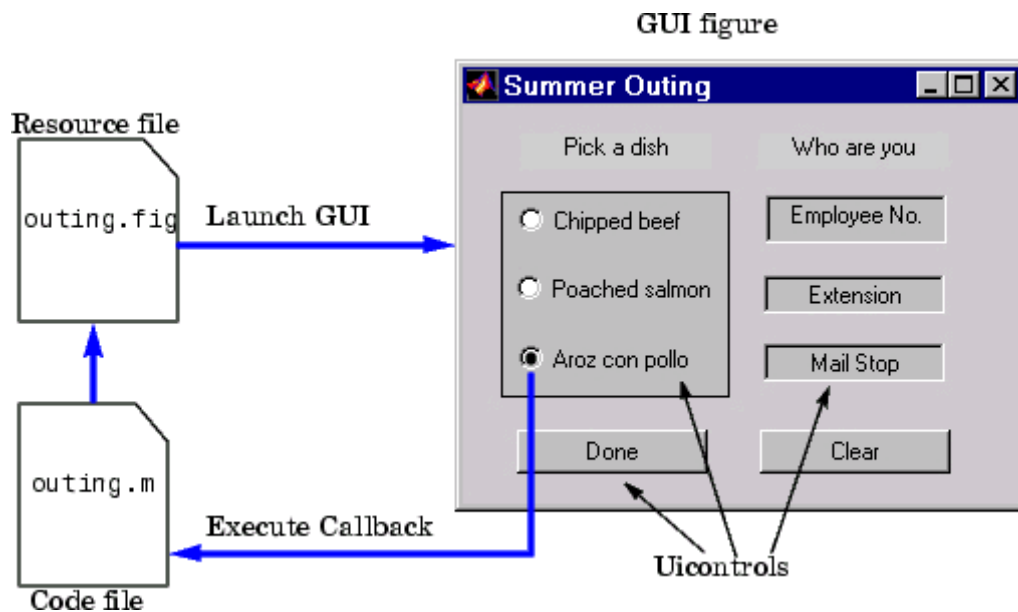 GUI figure
Summer Outing
Resource file
outing.fig
Launch GUI
Pick a dish
Who are you
Chipped beef
Poached salmon
Aroz con pollo
Employee No.
Extension
Mail Stop
Done
Clear
outing.m
Execute Callback
Uicontrols
Code file